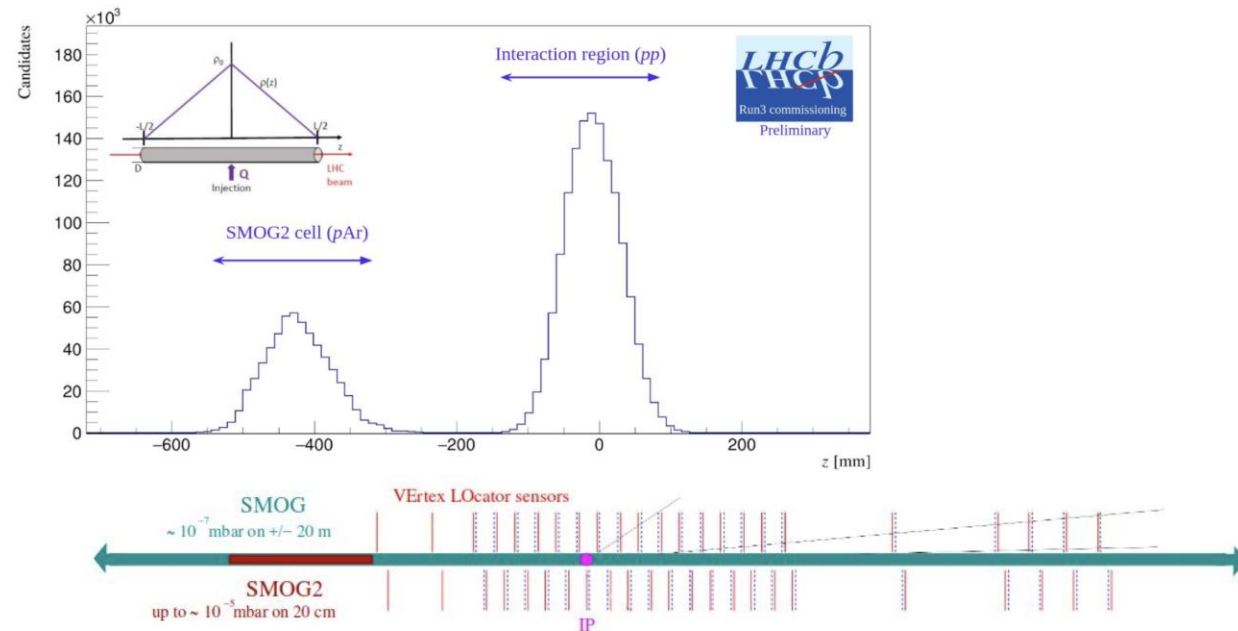 ×10³
Candidates
180
160
140
120
100
80
60
40
20
0
−600
−400
−200
0
200
z [mm]
ρ₀
ρ(z)
-L/2
L/2
z
D
Q
Injection
LHC
beam
SMOG2 cell (pAr)
Interaction region (pp)
LHCb
LHCb
Run3 commissioning
Preliminary
VErtex LOcator sensors
SMOG
~ 10⁻⁷ mbar on +/− 20 m
SMOG2
up to ~ 10⁻⁵ mbar on 20 cm
IP